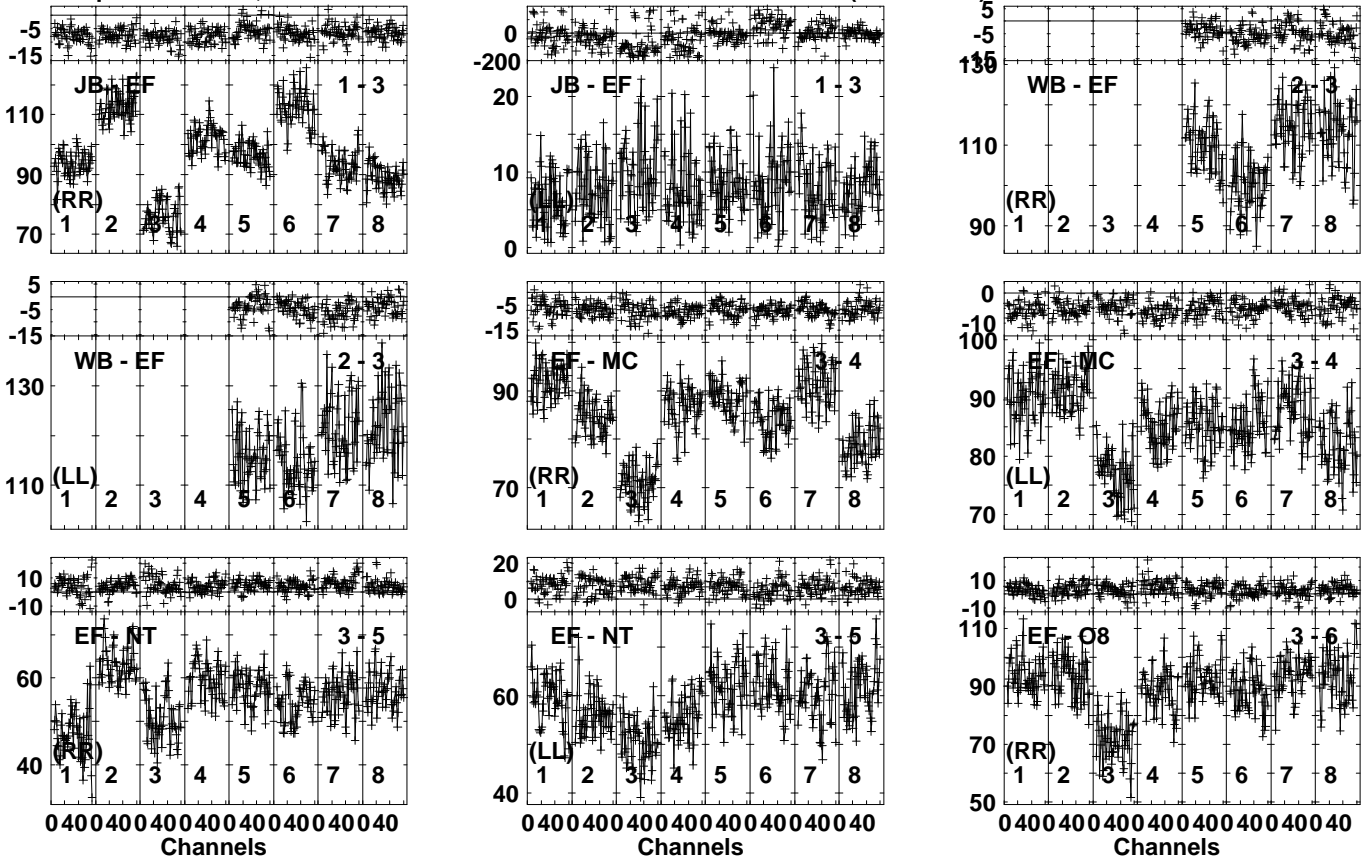 -5
-15
110
90
70
JB - EF 1 - 3
(RR)
1 2 3 4 5 6 7 8
0
-200
20
10
0
JB - EF 1 - 3
(LL)
1 2 3 4 5 6 7 8
5
-5
-15
130
110
90
WB - EF 2 - 3
(RR)
1 2 3 4 5 6 7 8
5
-5
-15
130
110
WB - EF 2 - 3
(LL)
1 2 3 4 5 6 7 8
-5
-15
90
70
EF - MC 3 - 4
(RR)
1 2 3 4 5 6 7 8
0
-10
100
90
80
70
EF - MC 3 - 4
(LL)
1 2 3 4 5 6 7 8
10
-10
60
40
EF - NT 3 - 5
(RR)
1 2 3 4 5 6 7 8
0 40 0 40 0 40 0 40 0 40 0 40 0 40 0 40
Channels
20
0
60
40
EF - NT 3 - 5
(LL)
1 2 3 4 5 6 7 8
0 40 0 40 0 40 0 40 0 40 0 40 0 40 0 40
Channels
10
-10
110
90
70
50
EF - O8 3 - 6
(RR)
1 2 3 4 5 6 7 8
0 40 0 40 0 40 0 40 0 40 0 40 0 40 0 40
Channels